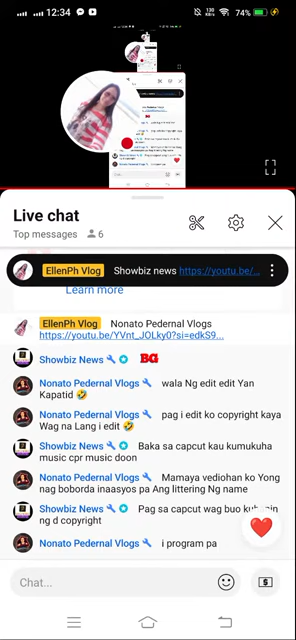 12:34
74%
Live chat
Top messages 6
EllenPh Vlog Showbiz news https://youtu.be/...
Learn more
EllenPh Vlog Nonato Pedernal Vlogs
https://youtu.be/YVnt_JOLky0?si=edkS9...
Showbiz News BG
Nonato Pedernal Vlogs wala Ng edit edit Yan
Kapatid 🤣
Nonato Pedernal Vlogs pag i edit ko copyright kaya
Wag na Lang i edit 🤣
Showbiz News Baka sa capcut kau kumukuha
music cpr music doon
Nonato Pedernal Vlogs Mamaya vediohan ko Yong
nag boborda inaasyos pa Ang littering Ng name
Showbiz News Pag sa capcut wag buo
ng d copyright
Nonato Pedernal Vlogs i program pa
Chat...